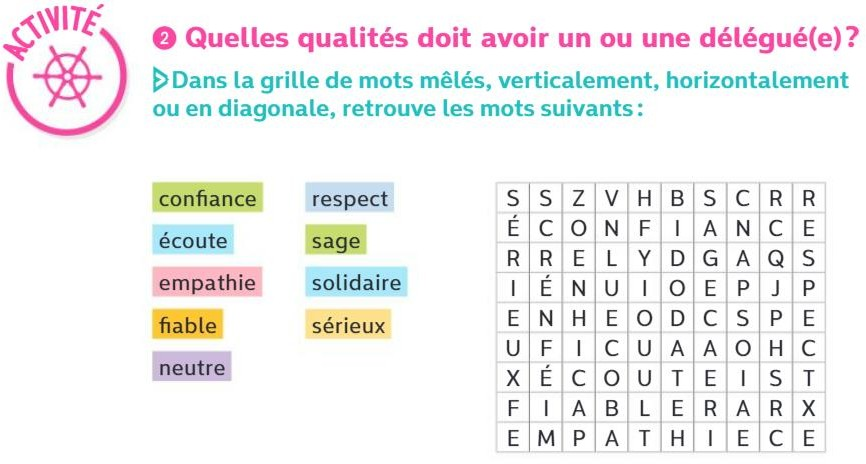 ACTIVITÉ
2 Quelles qualités doit avoir un ou une délégué(e)?
Dans la grille de mots mêlés, verticalement, horizontalement
ou en diagonale, retrouve les mots suivants :
confiance respect
écoute sage
empathie solidaire
fiable sérieux
neutre
S S Z V H B S C R R
É C O N F I A N C E
R R E L Y D G A Q S
I É N U I O E P J P
E N H E O D C S P E
U F I C U A A O H C
X É C O U T E I S T
F I A B L E R A R X
E M P A T H I E C E